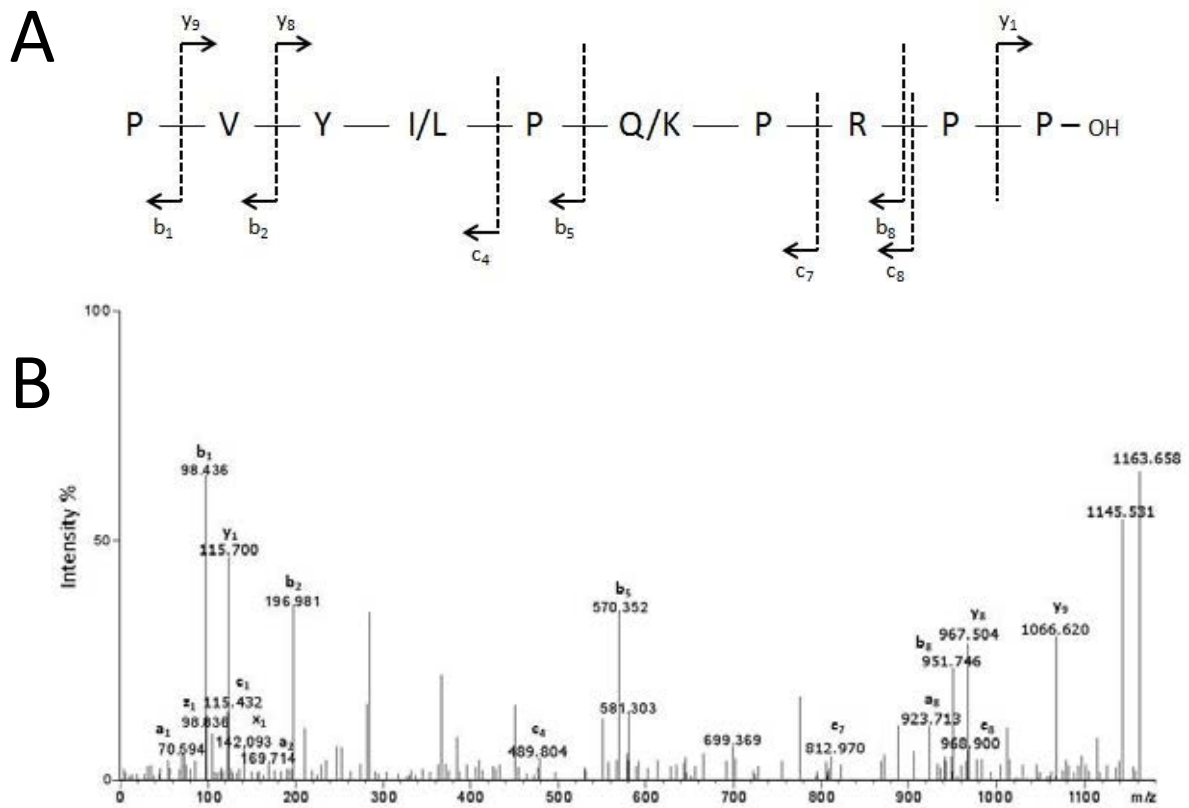 A
y9 y8 y1
P V Y I/L P Q/K P R P P – OH
b1 b2 c4 b5 c7 b8 c8
B
100
50
0
Intensity %
b1
98.436
y1
115.700
b2
196.981
c1
z1 115.432
98.836
x1
142.093
a1
70.594
a2
169.714
b5
570.352
581.303
c4
489.804
699.369
c7
812.970
b8
951.746
y8
967.504
a8
923.713
c8
968.900
y9
1066.620
1145.531
1163.658
0 100 200 300 400 500 600 700 800 900 1000 1100 m/z